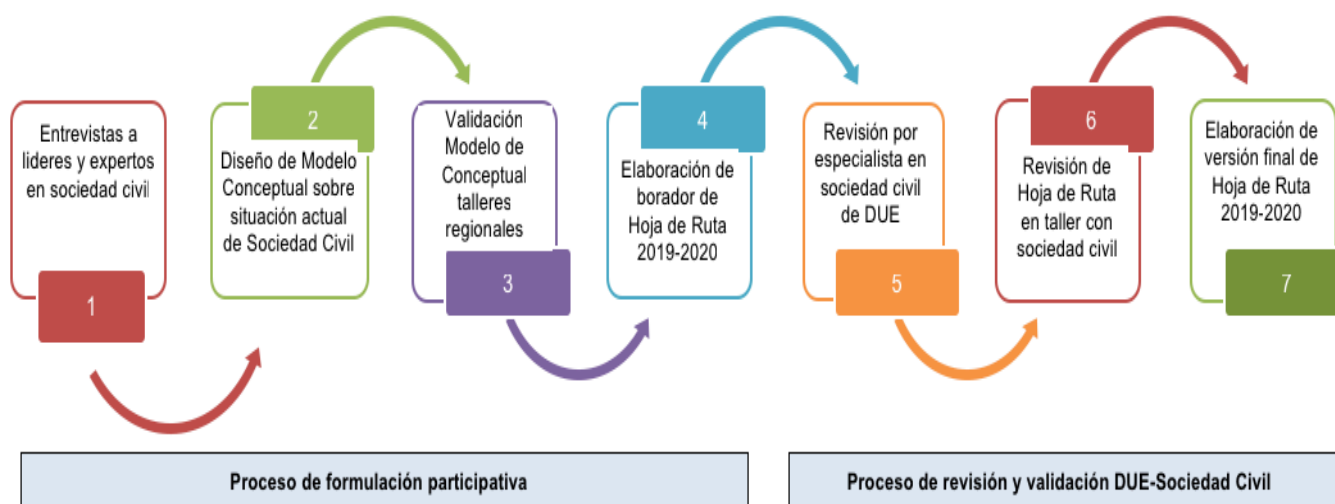 Entrevistas a
lideres y expertos
en sociedad civil
1
2
Diseño de Modelo
Conceptual sobre
situación actual
de Sociedad Civil
Validación
Modelo de
Conceptual
talleres
regionales
3
4
Elaboración de
borrador de
Hoja de Ruta
2019-2020
Revisión por
especialista en
sociedad civil
de DUE
5
6
Revisión de
Hoja de Ruta
en taller con
sociedad civil
Elaboración de
versión final de
Hoja de Ruta
2019-2020
7
Proceso de formulación participativa
Proceso de revisión y validación DUE-Sociedad Civil